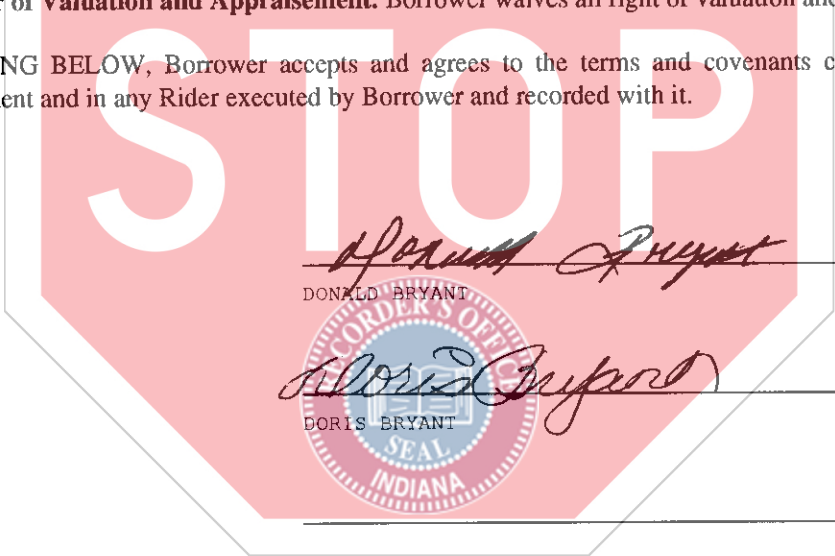 of Valuation and Appraisement. Borrower waives all right of valuation and
NG BELOW, Borrower accepts and agrees to the terms and covenants c
ent and in any Rider executed by Borrower and recorded with it.
STOP
Donald Bryant
DONALD BRYANT
RECORDER'S OFFICE
Doris Bryant
DORIS BRYANT
SEAL
INDIANA